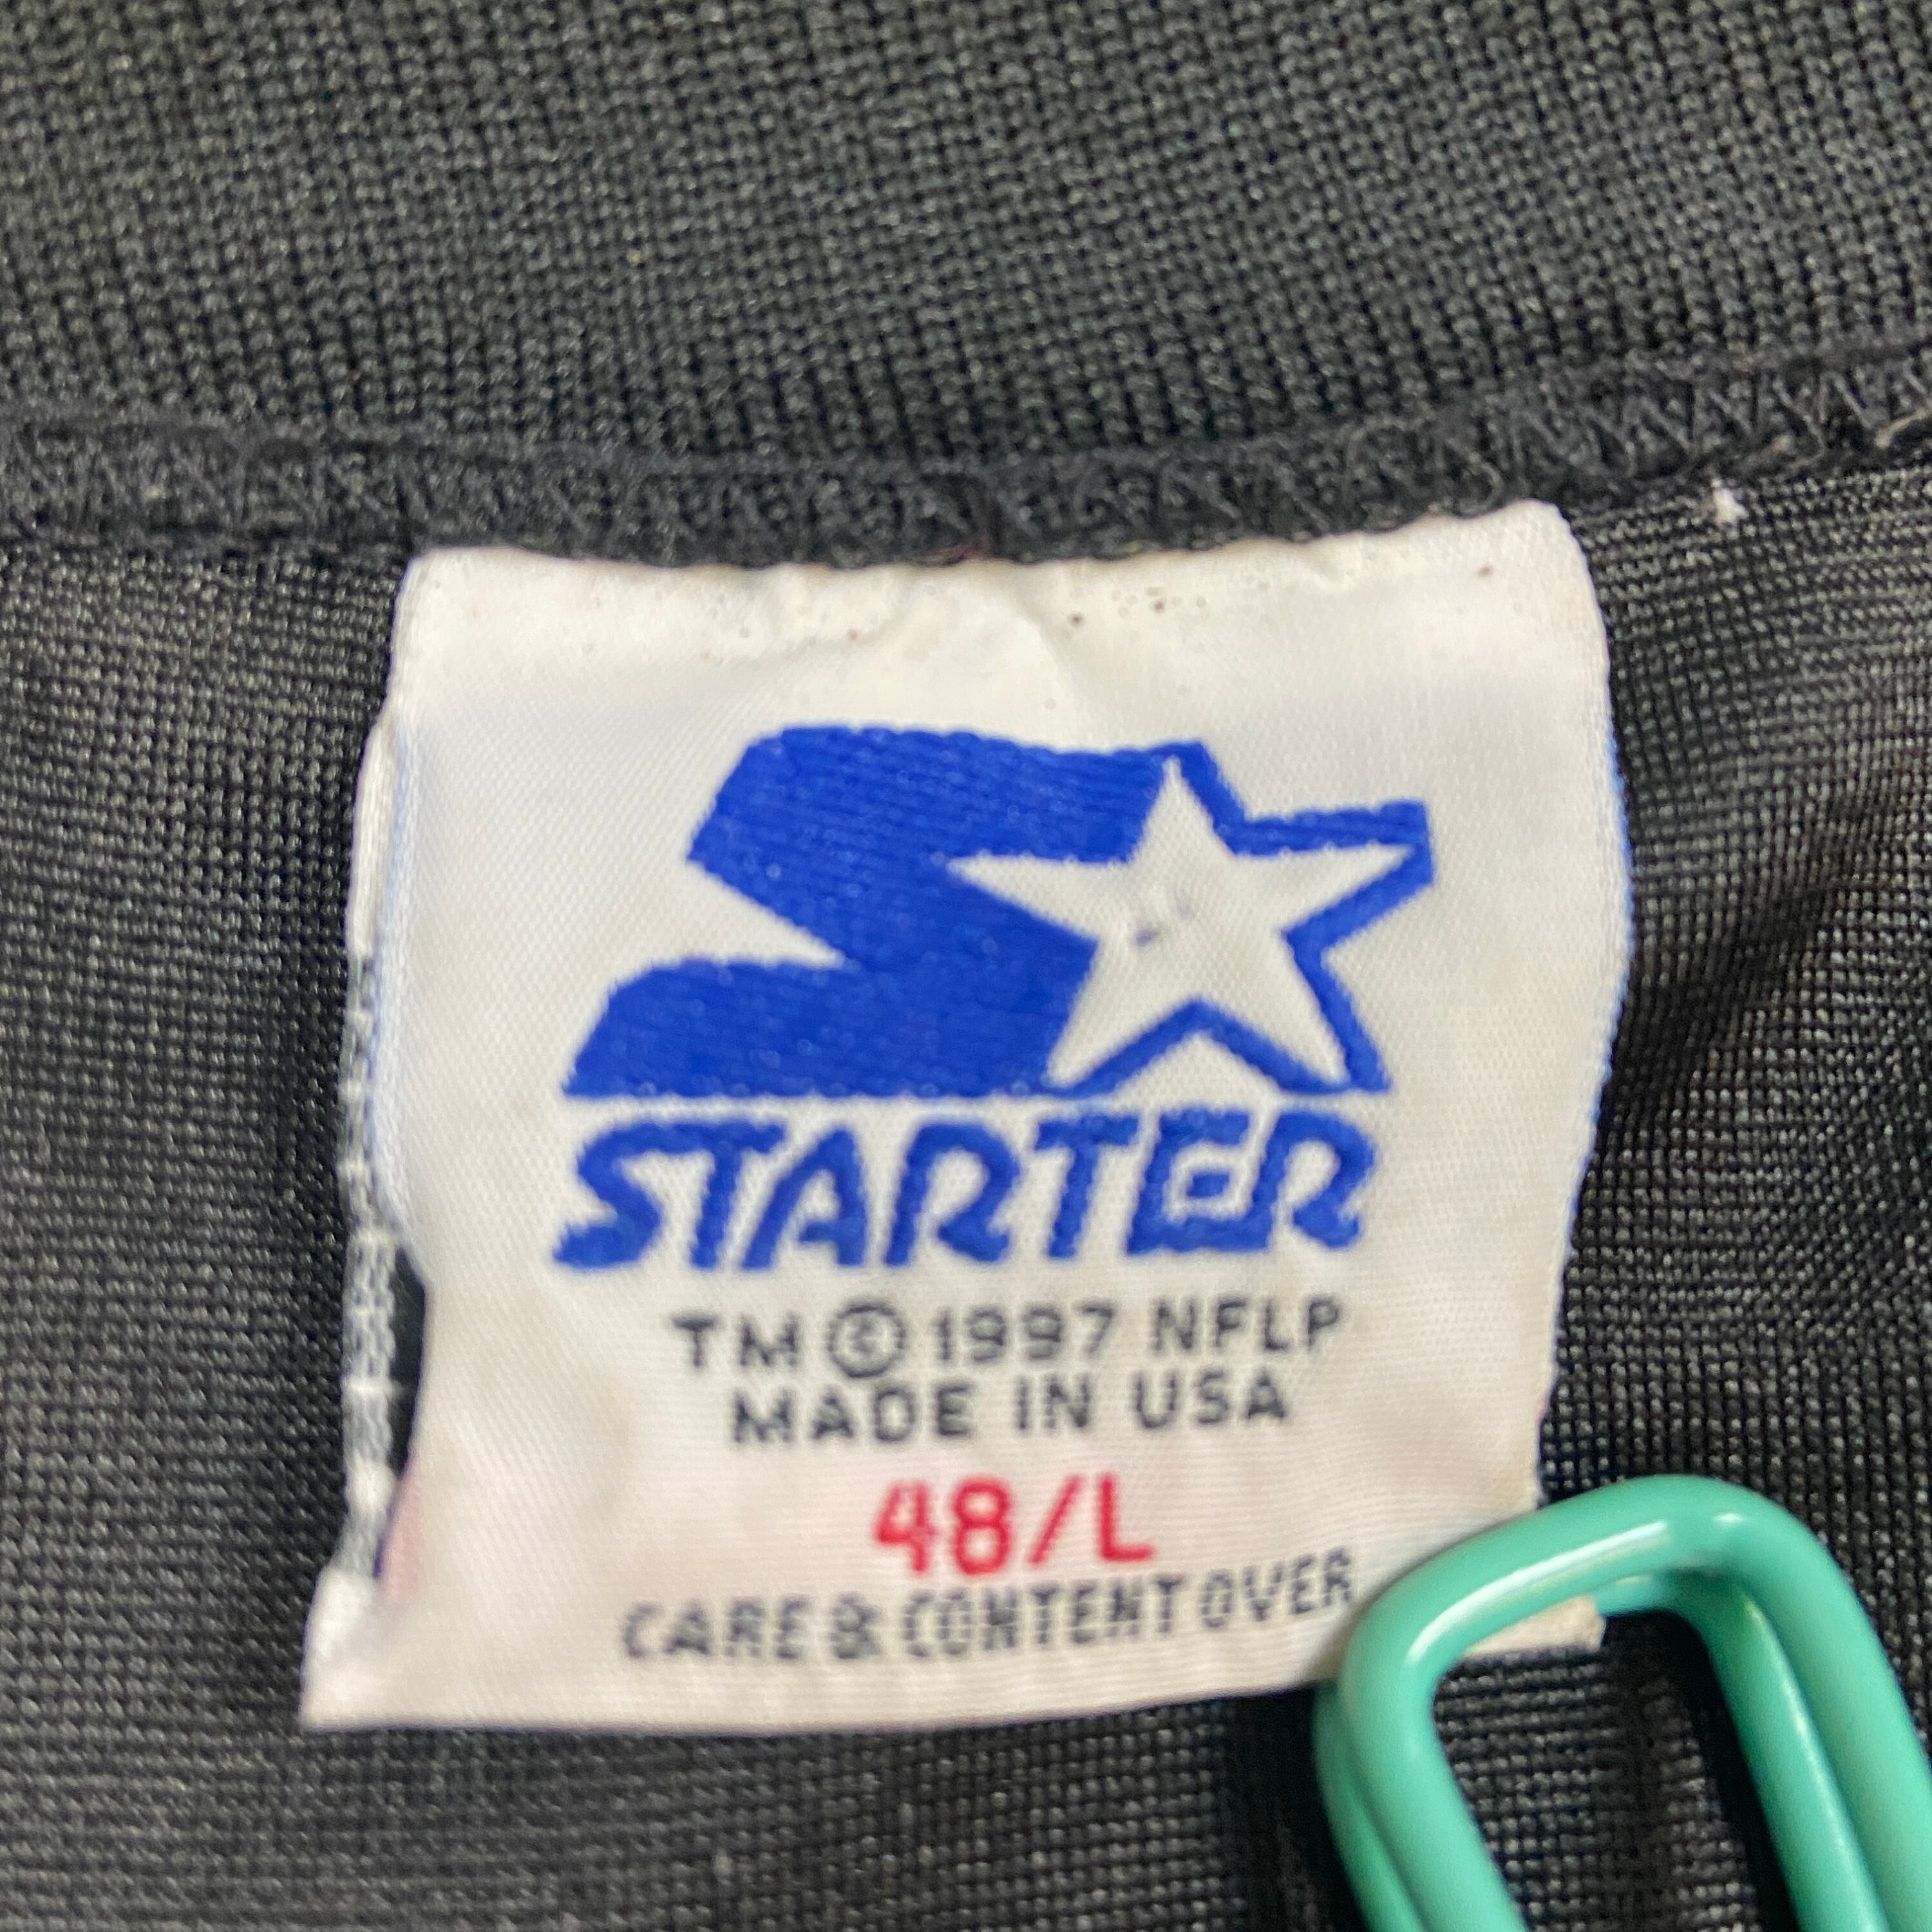 STARTER
TM © 1997 NFLP
MADE IN USA
48/L
CARE & CONTENT OVER